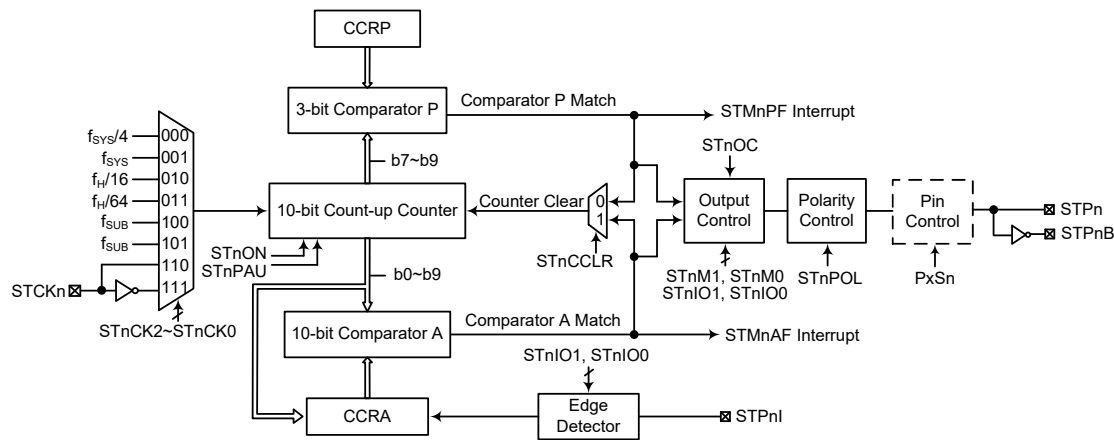 CCRP
3-bit Comparator P
Comparator P Match
STMnPF Interrupt
fSYS/4
000
fSYS
001
fH/16
010
fH/64
011
fSUB
100
fSUB
101
110
111
STCKn
STnCK2~STnCK0
b7~b9
10-bit Count-up Counter
STnON
STnPAU
b0~b9
Counter Clear
0
1
STnCCLR
STnOC
Output
Control
STnM1, STnM0
STnIO1, STnIO0
Polarity
Control
STnPOL
Pin
Control
PxSn
STPn
STPnB
10-bit Comparator A
Comparator A Match
STMnAF Interrupt
STnIO1, STnIO0
CCRA
Edge
Detector
STPnI